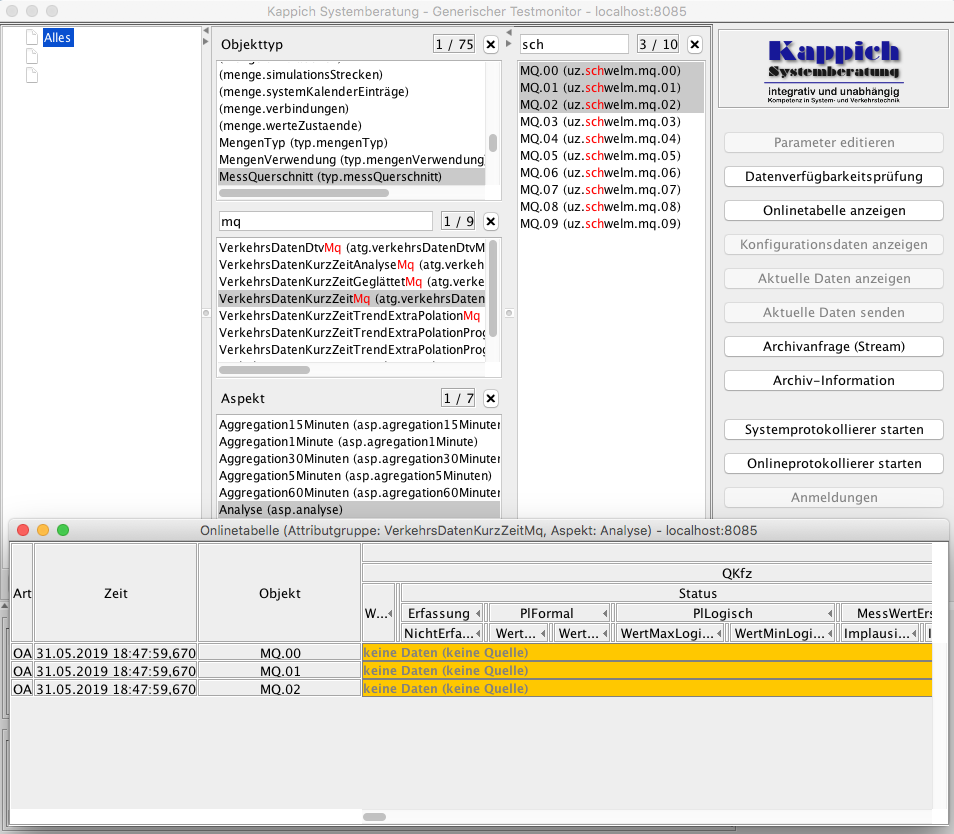 Kappich Systemberatung - Generischer Testmonitor - localhost:8085
Alles
Objekttyp
1 / 75
(menge.simulationsStrecken)
(menge.systemKalenderEinträge)
(menge.verbindungen)
(menge.werteZustaende)
MengenTyp (typ.mengenTyp)
MengenVerwendung (typ.mengenVerwendung
MessQuerschnitt (typ.messQuerschnitt)
mq
1 / 9
VerkehrsDatenDtvMq (atg.verkehrsDatenDtvM
VerkehrsDatenKurzZeitAnalyseMq (atg.verkeh
VerkehrsDatenKurzZeitGeglättetMq (atg.verke
VerkehrsDatenKurzZeitMq (atg.verkehrsDaten
VerkehrsDatenKurzZeitTrendExtraPolationMq
VerkehrsDatenKurzZeitTrendExtraPolationProg
VerkehrsDatenKurzZeitTrendExtraPolationProg
Aspekt
1 / 7
Aggregation15Minuten (asp.agregation15Minuten
Aggregation1Minute (asp.agregation1Minute)
Aggregation30Minuten (asp.agregation30Minuten
Aggregation5Minuten (asp.agregation5Minuten)
Aggregation60Minuten (asp.agregation60Minuten
Analyse (asp.analyse)
sch
3 / 10
MQ.00 (uz.schwelm.mq.00)
MQ.01 (uz.schwelm.mq.01)
MQ.02 (uz.schwelm.mq.02)
MQ.03 (uz.schwelm.mq.03)
MQ.04 (uz.schwelm.mq.04)
MQ.05 (uz.schwelm.mq.05)
MQ.06 (uz.schwelm.mq.06)
MQ.07 (uz.schwelm.mq.07)
MQ.08 (uz.schwelm.mq.08)
MQ.09 (uz.schwelm.mq.09)
Kappich
Systemberatung
integrativ und unabhängig
Kompetenz in System- und Verkehrstechnik
Parameter editieren
Datenverfügbarkeitsprüfung
Onlinetabelle anzeigen
Konfigurationsdaten anzeigen
Aktuelle Daten anzeigen
Aktuelle Daten senden
Archivanfrage (Stream)
Archiv-Information
Systemprotokollierer starten
Onlineprotokollierer starten
Anmeldungen
Onlinetabelle (Attributgruppe: VerkehrsDatenKurzZeitMq, Aspekt: Analyse) - localhost:8085
QKfz
Status
Art Zeit Objekt W...
Erfassung PlFormal PlLogisch MessWertErs
NichtErfa... Wert... Wert... WertMaxLogi... WertMinLogi... Implausi...
OA 31.05.2019 18:47:59,670 MQ.00 keine Daten (keine Quelle)
OA 31.05.2019 18:47:59,670 MQ.01 keine Daten (keine Quelle)
OA 31.05.2019 18:47:59,670 MQ.02 keine Daten (keine Quelle)